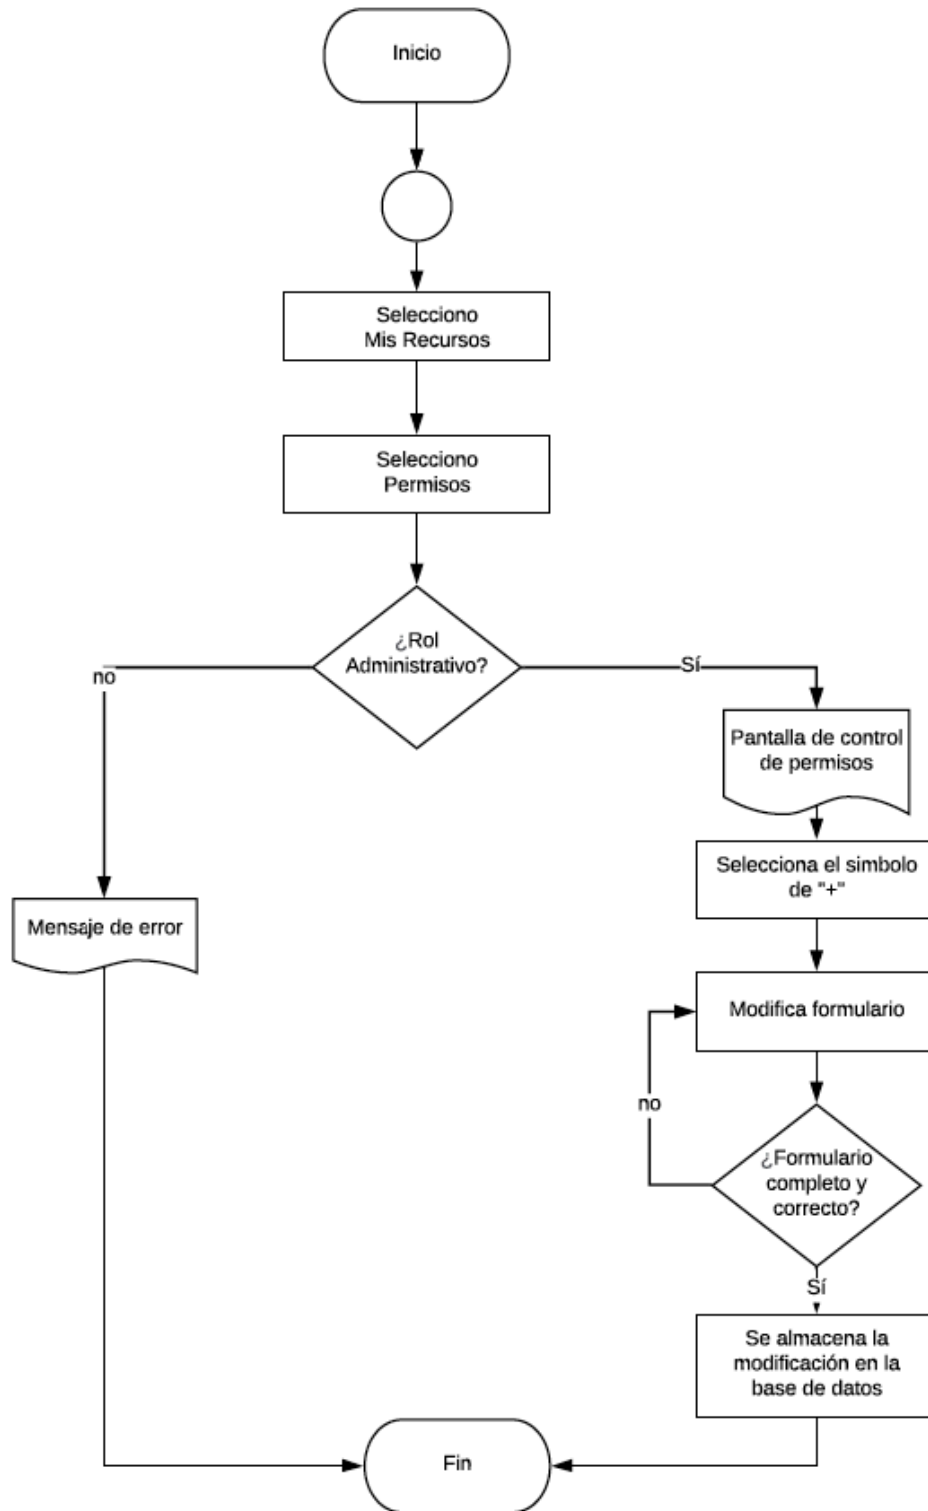 Inicio
Selecciono
Mis Recursos
Selecciono
Permisos
¿Rol
Administrativo?
no
Sí
Pantalla de control
de permisos
Selecciona el simbolo
de "+"
Mensaje de error
Modifica formulario
no
¿Formulario
completo y
correcto?
Sí
Se almacena la
modificación en la
base de datos
Fin